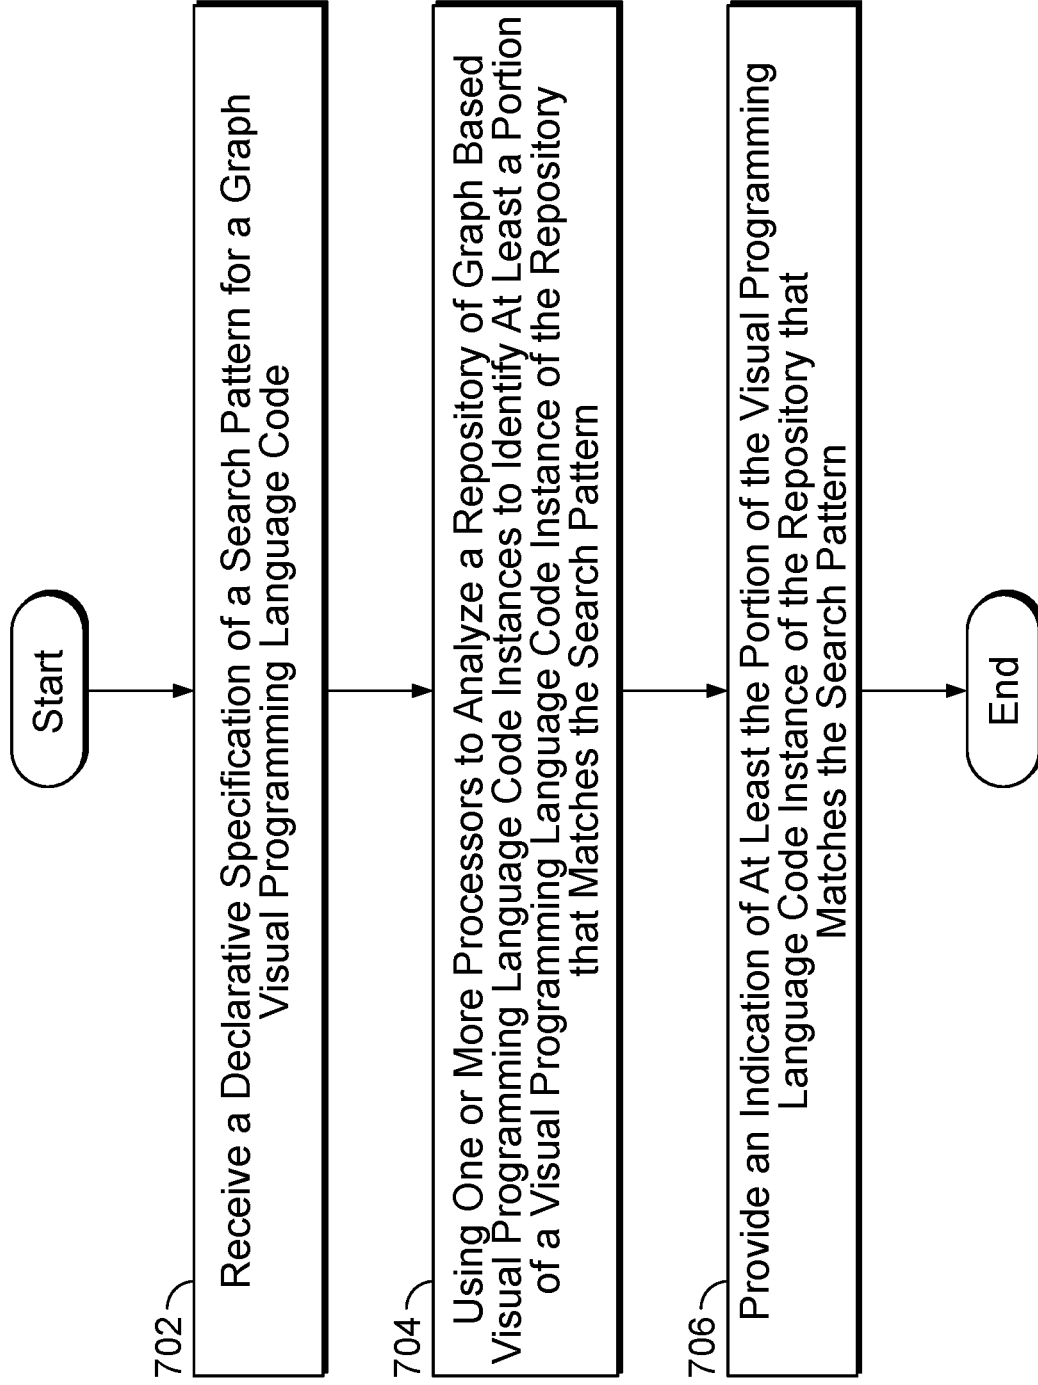 Start
702
Receive a Declarative Specification of a Search Pattern for a Graph
Visual Programming Language Code
704
Using One or More Processors to Analyze a Repository of Graph Based
Visual Programming Language Code Instances to Identify At Least a Portion
of a Visual Programming Language Code Instance of the Repository
that Matches the Search Pattern
706
Provide an Indication of At Least the Portion of the Visual Programming
Language Code Instance of the Repository that
Matches the Search Pattern
End